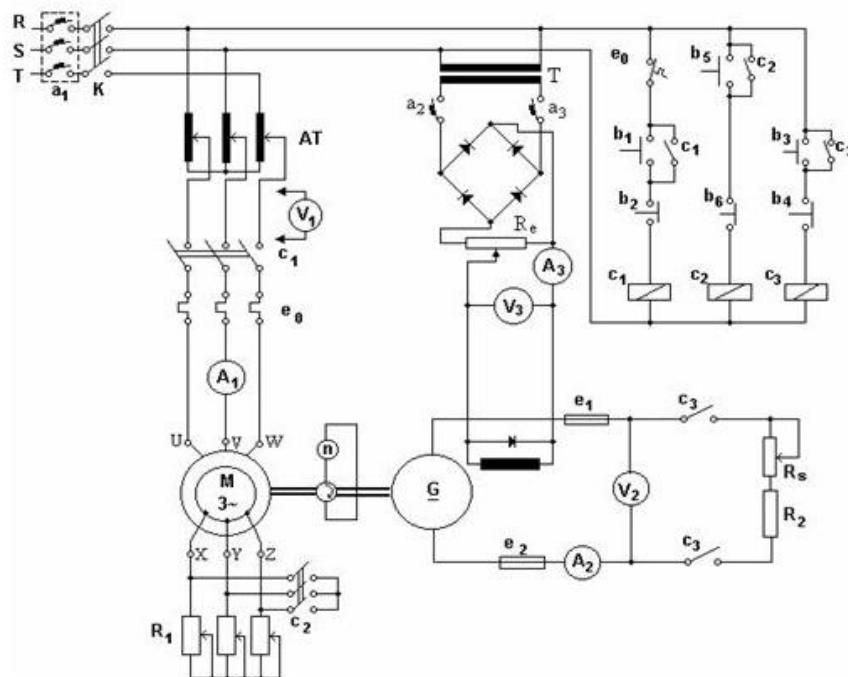 R
S
T
a1
K
AT
V1
c1
e0
A1
U
V
W
M
3~
X
Y
Z
c2
R1
n
T
a2
a3
Re
A3
V3
G
e1
e2
A2
V2
c3
c3
Rs
R2
e0
b1
c1
b2
c1
b5
c2
b6
c2
b3
c3
b4
c3